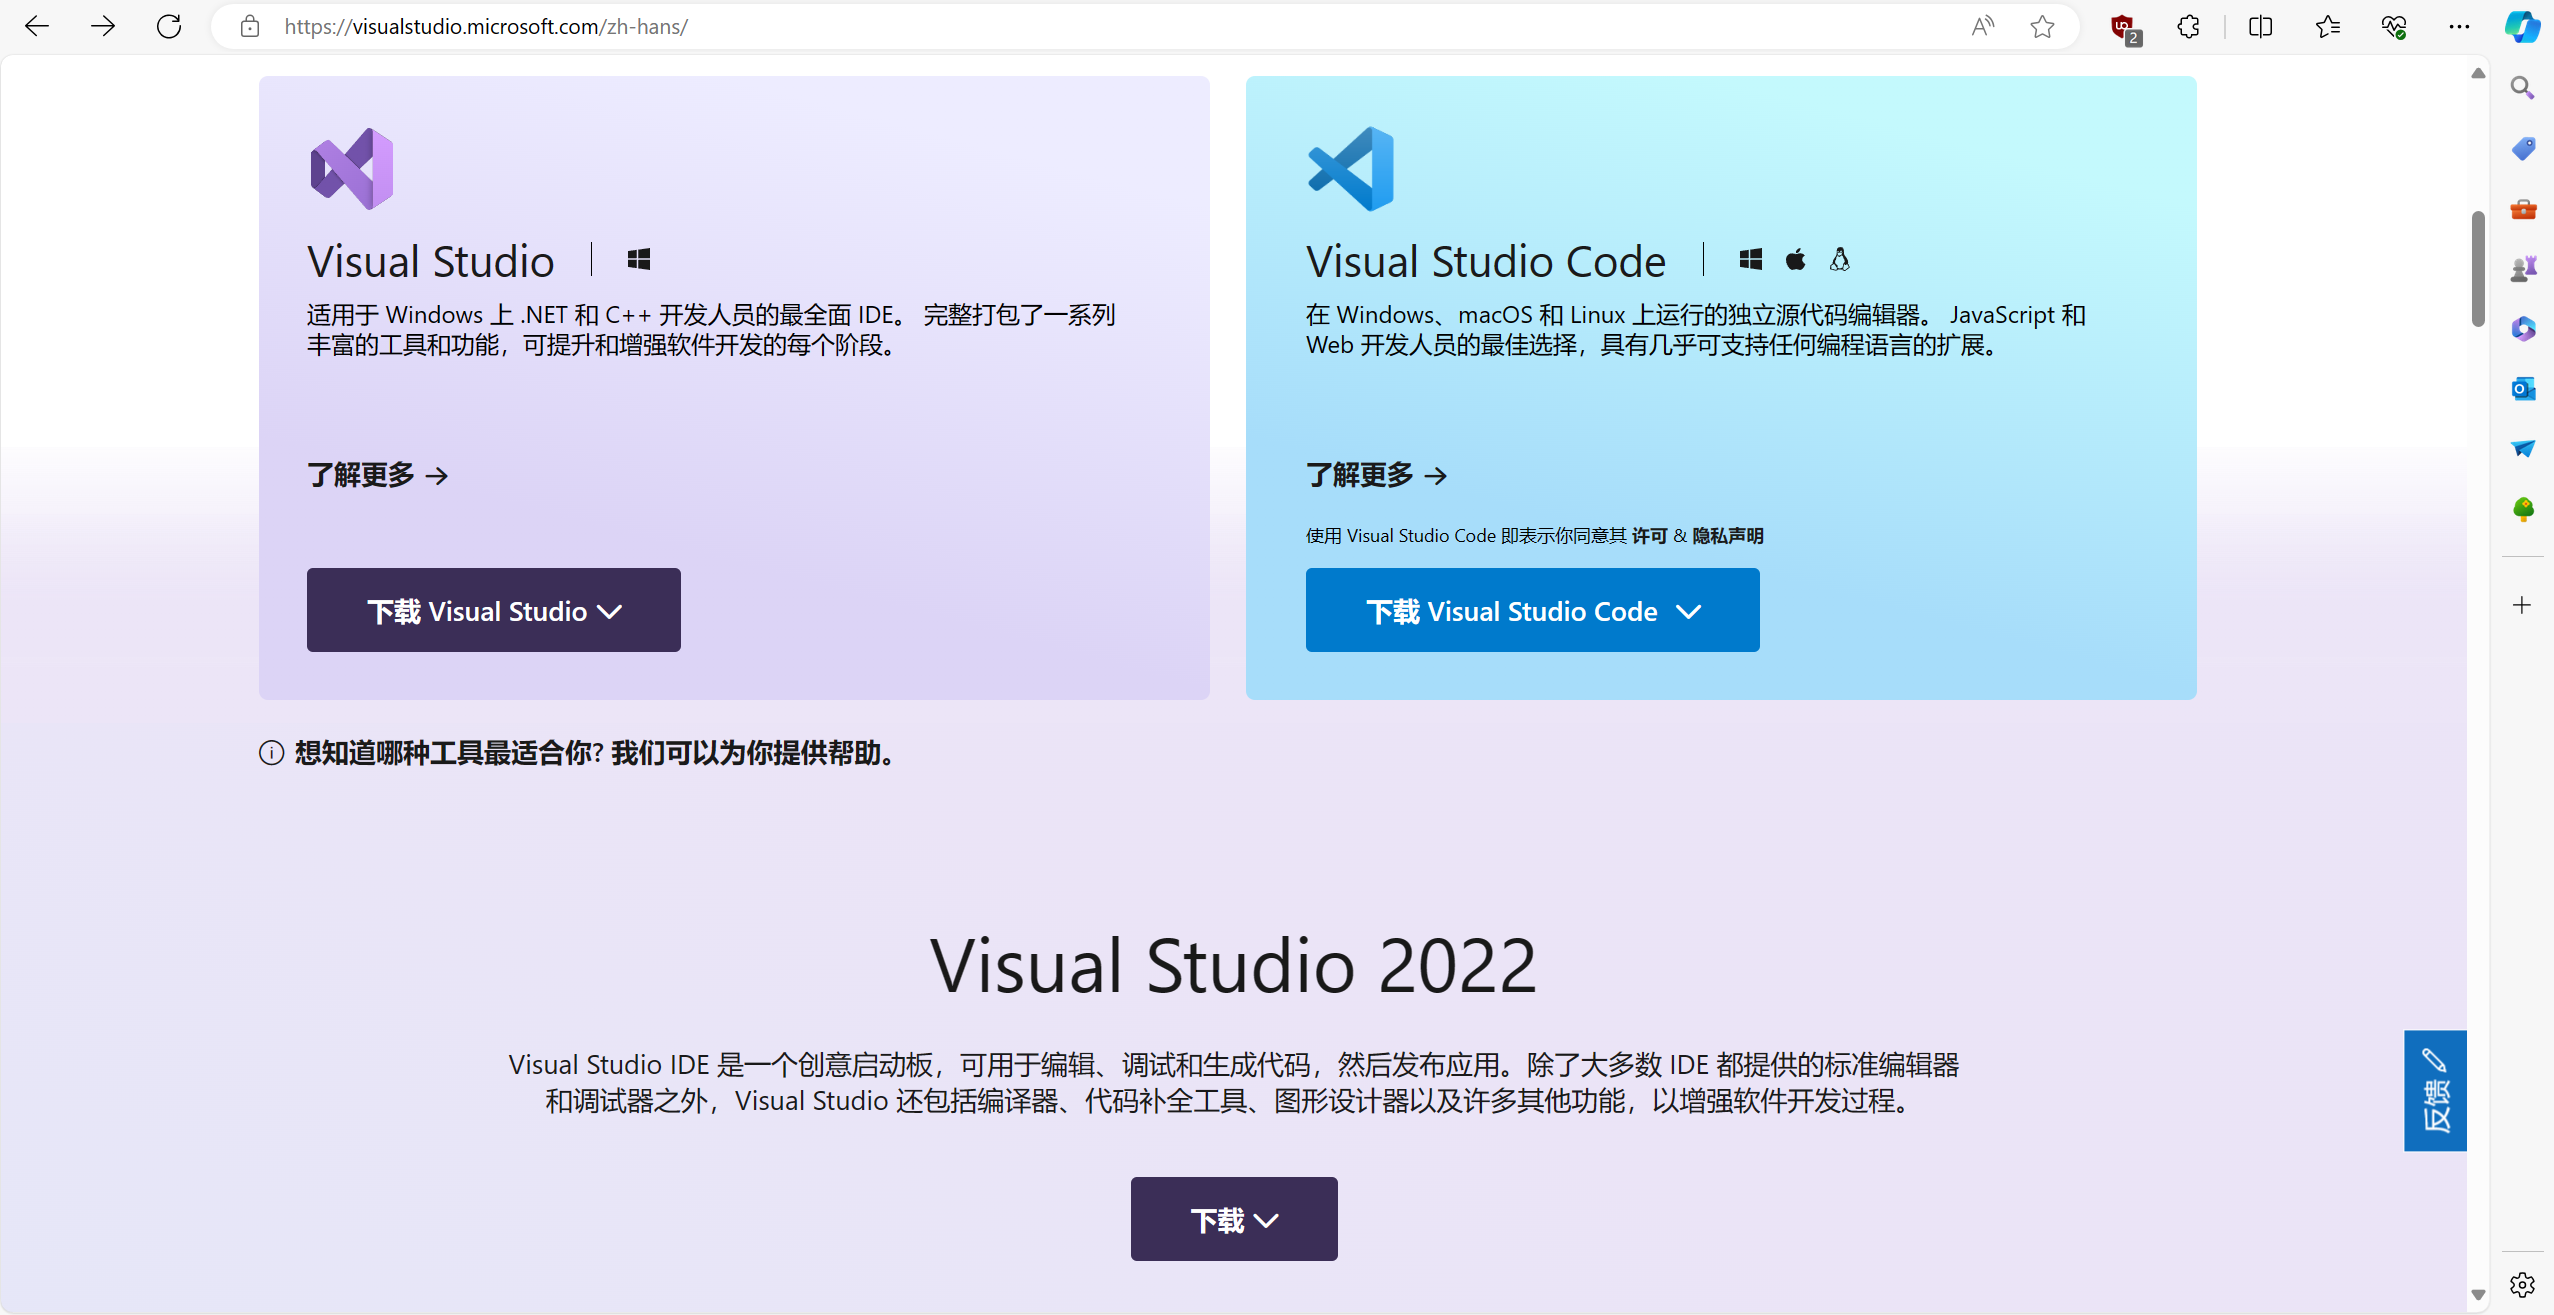 https://visualstudio.microsoft.com/zh-hans/
2
Visual Studio
适用于 Windows 上 .NET 和 C++ 开发人员的最全面 IDE。 完整打包了一系列
丰富的工具和功能，可提升和增强软件开发的每个阶段。
了解更多
下载 Visual Studio
Visual Studio Code
在 Windows、macOS 和 Linux 上运行的独立源代码编辑器。 JavaScript 和
Web 开发人员的最佳选择，具有几乎可支持任何编程语言的扩展。
了解更多
使用 Visual Studio Code 即表示你同意其 许可 & 隐私声明
下载 Visual Studio Code
想知道哪种工具最适合你? 我们可以为你提供帮助。
Visual Studio 2022
Visual Studio IDE 是一个创意启动板，可用于编辑、调试和生成代码，然后发布应用。除了大多数 IDE 都提供的标准编辑器
和调试器之外，Visual Studio 还包括编译器、代码补全工具、图形设计器以及许多其他功能，以增强软件开发过程。
下载
反馈